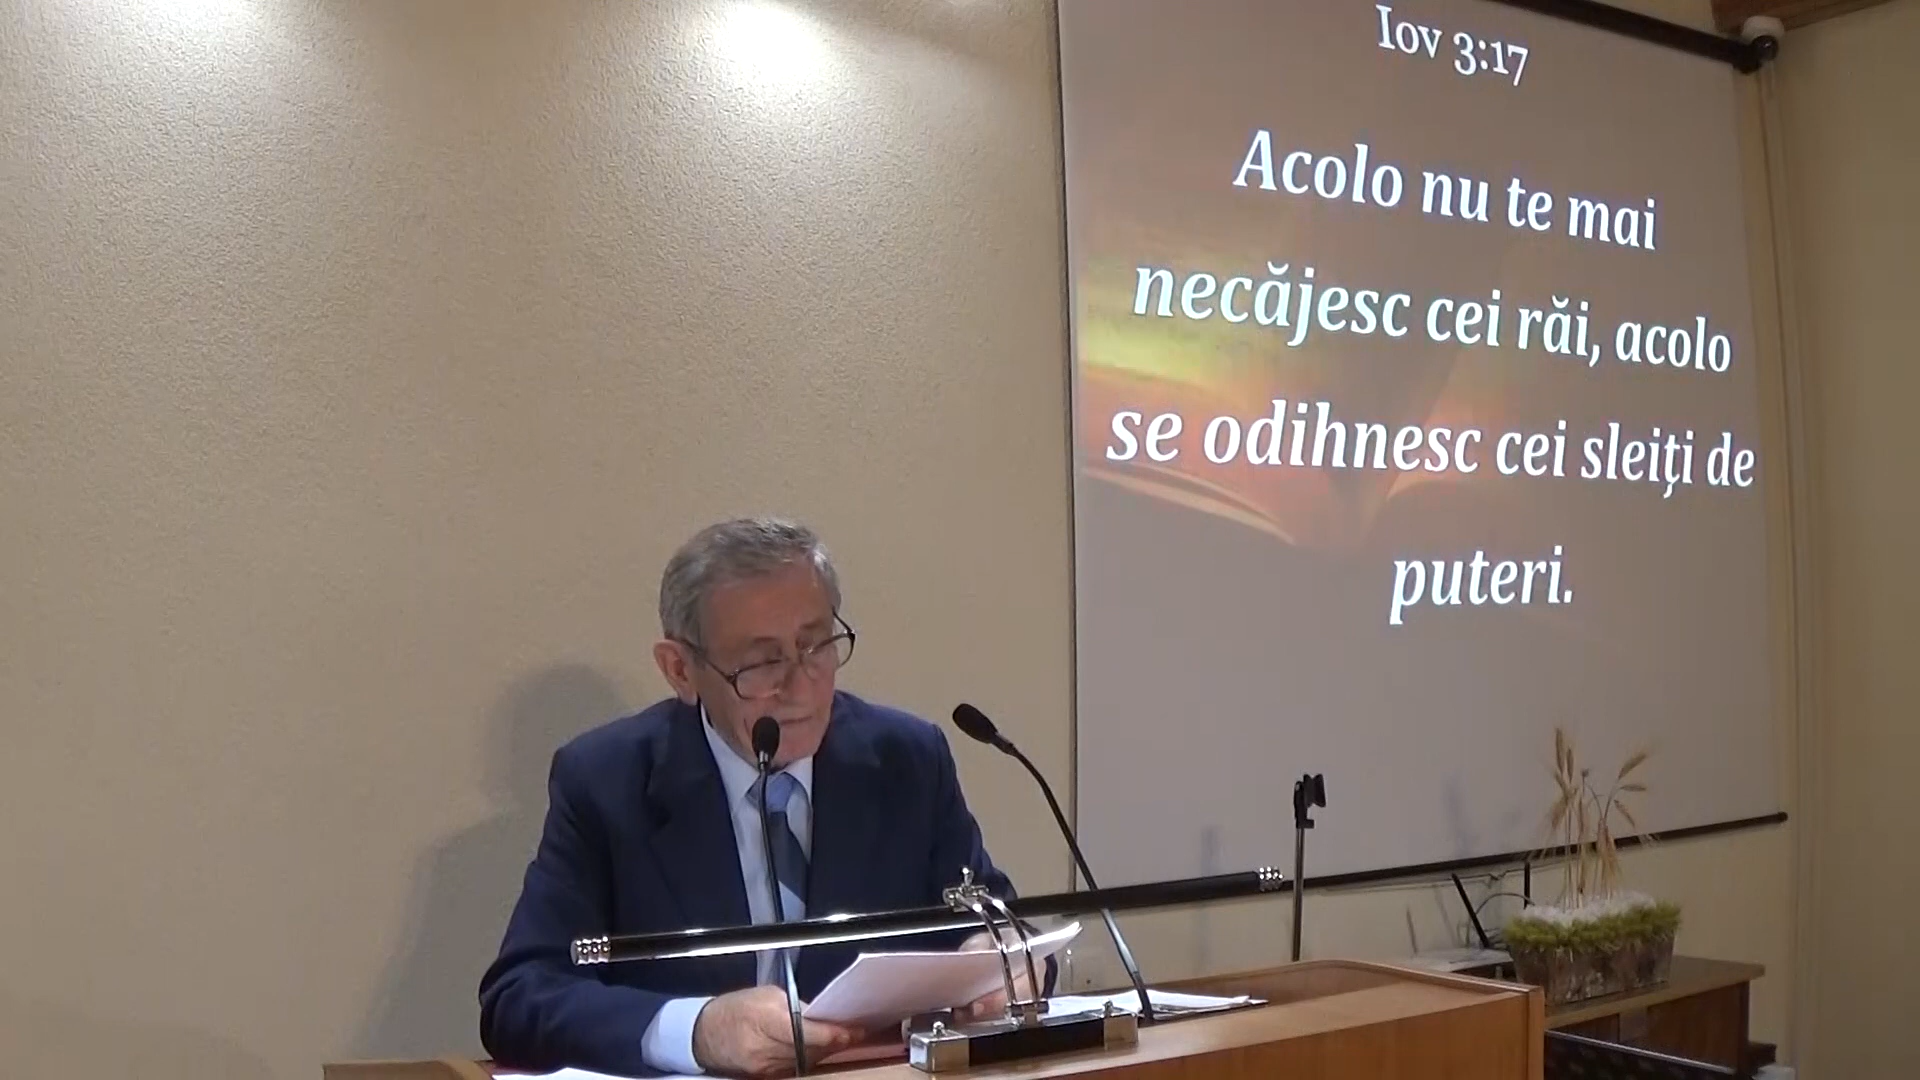 Iov 3:17
Acolo nu te mai
necăjesc cei răi, acolo
se odihnesc cei sleiți de
puteri.